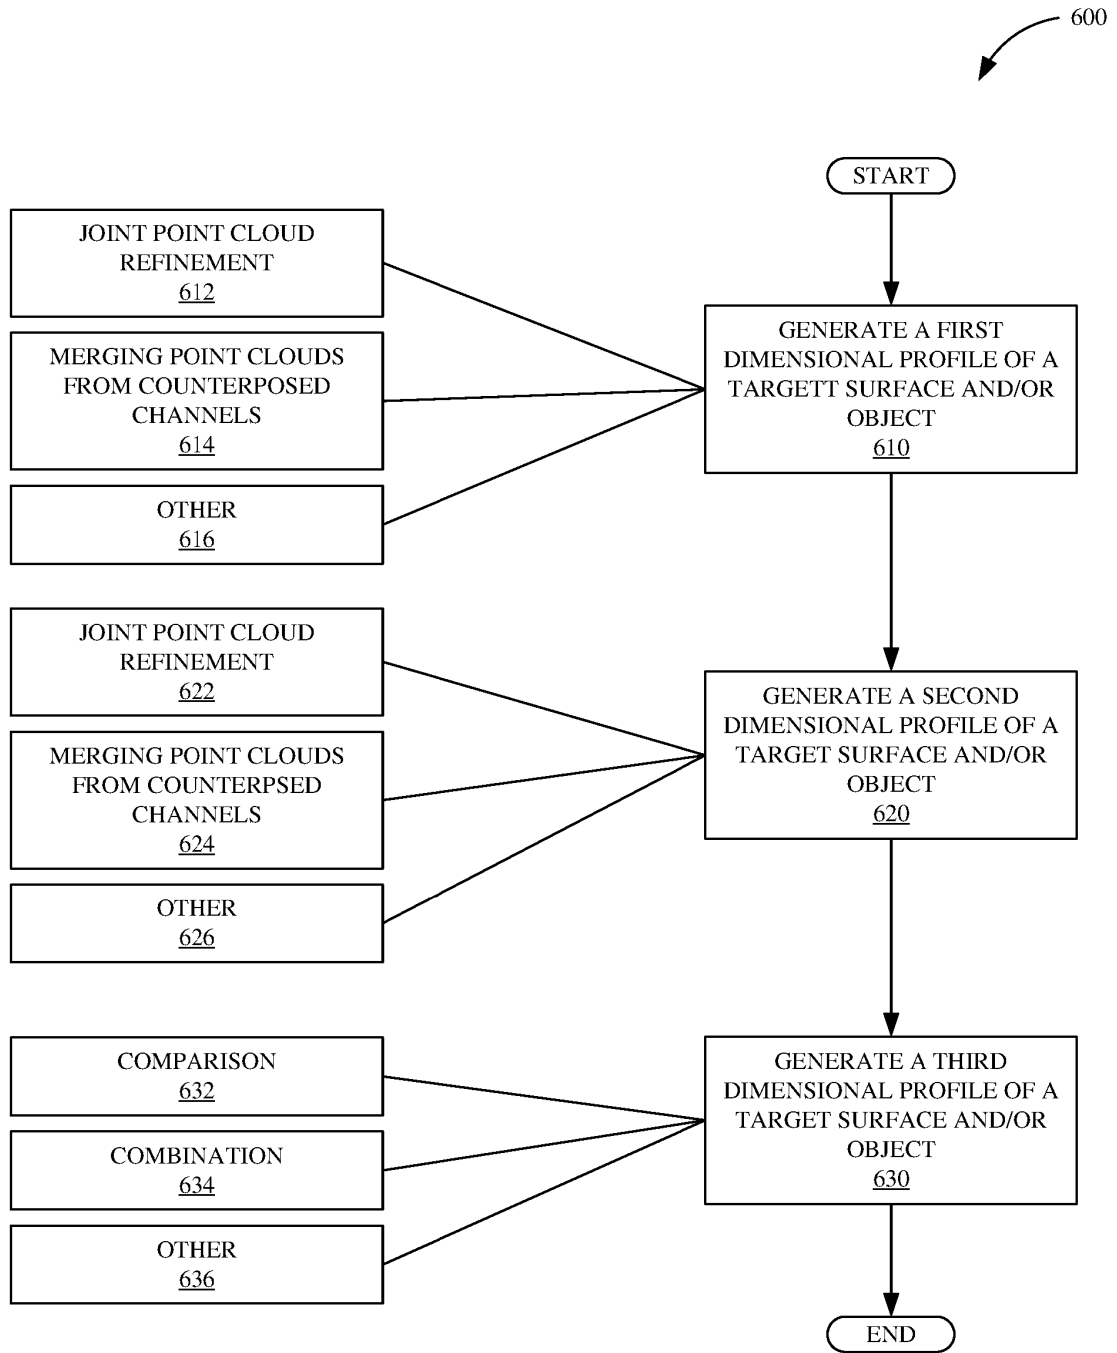 600
START
JOINT POINT CLOUD
REFINEMENT
612
MERGING POINT CLOUDS
FROM COUNTERPOSED
CHANNELS
614
OTHER
616
GENERATE A FIRST
DIMENSIONAL PROFILE OF A
TARGETT SURFACE AND/OR
OBJECT
610
JOINT POINT CLOUD
REFINEMENT
622
MERGING POINT CLOUDS
FROM COUNTERPSED
CHANNELS
624
OTHER
626
GENERATE A SECOND
DIMENSIONAL PROFILE OF A
TARGET SURFACE AND/OR
OBJECT
620
COMPARISON
632
COMBINATION
634
OTHER
636
GENERATE A THIRD
DIMENSIONAL PROFILE OF A
TARGET SURFACE AND/OR
OBJECT
630
END